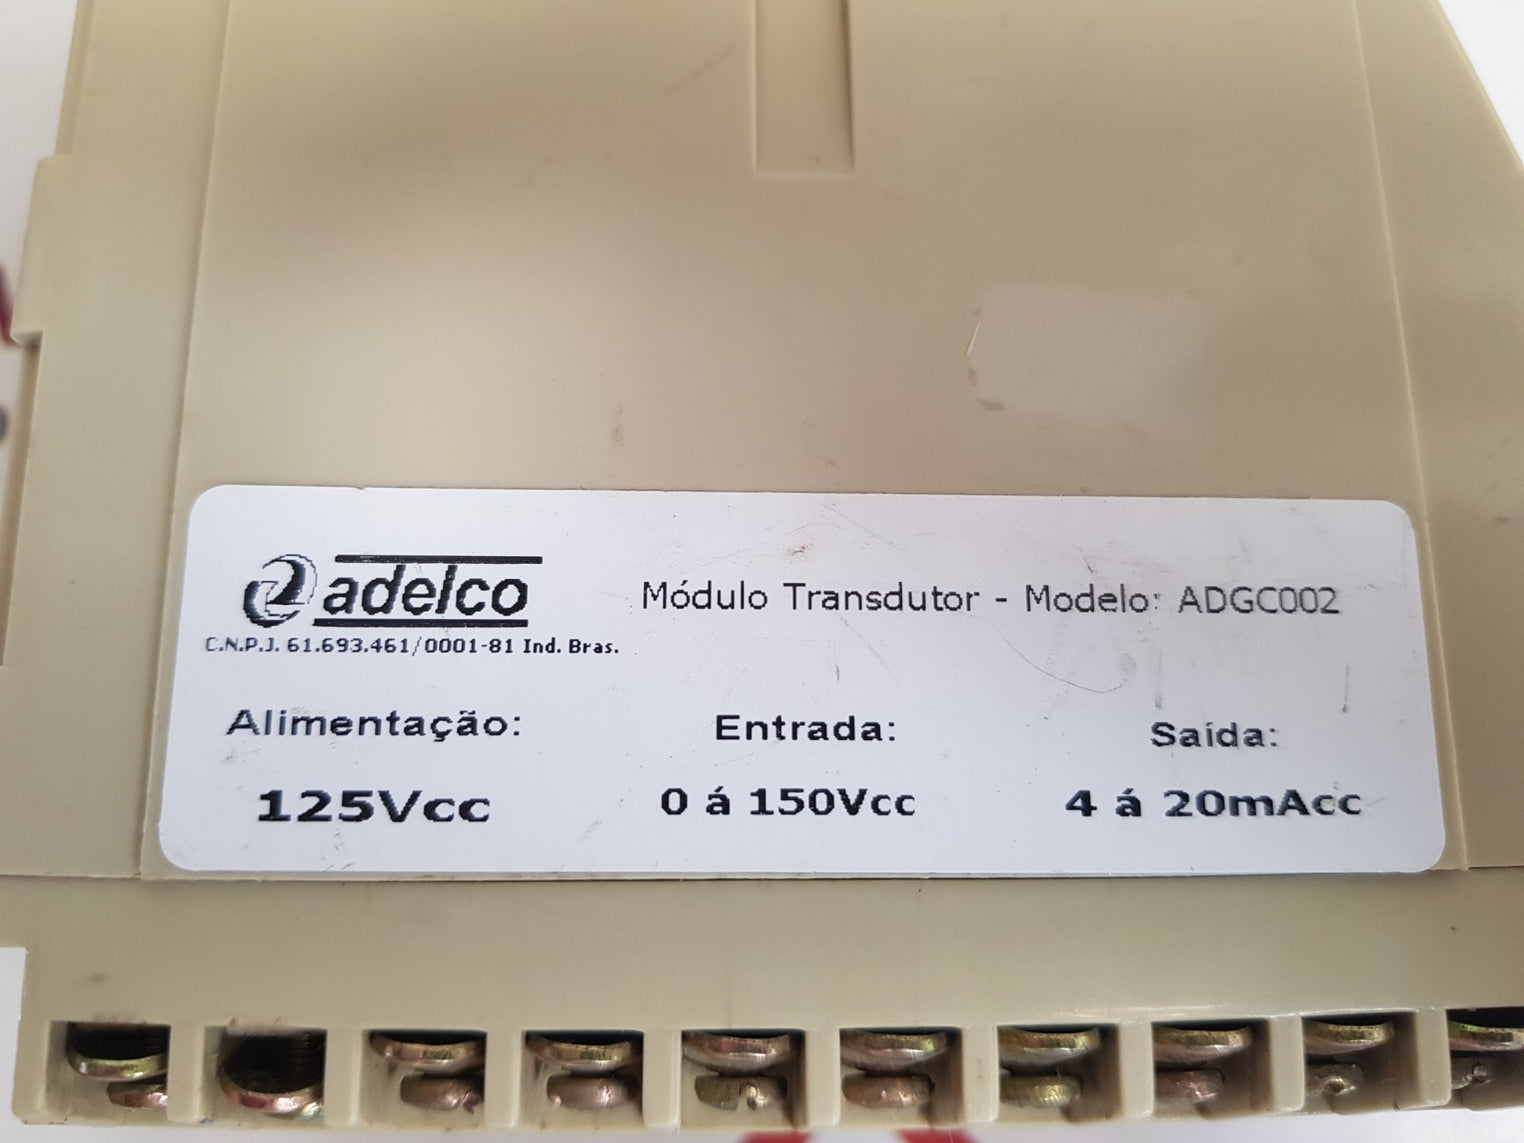 adelco
Módulo Transdutor - Modelo: ADGC002
C.N.P.J. 61.693.461/0001-81 Ind. Bras.
Alimentação: Entrada: Saída:
125Vcc 0 á 150Vcc 4 á 20mAcc